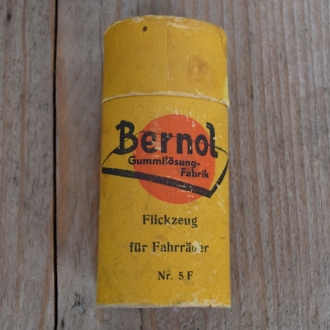 Bernol
Gummilösung-
Fabrik
Flickzeug
für Fahrräder
Nr. 5 F